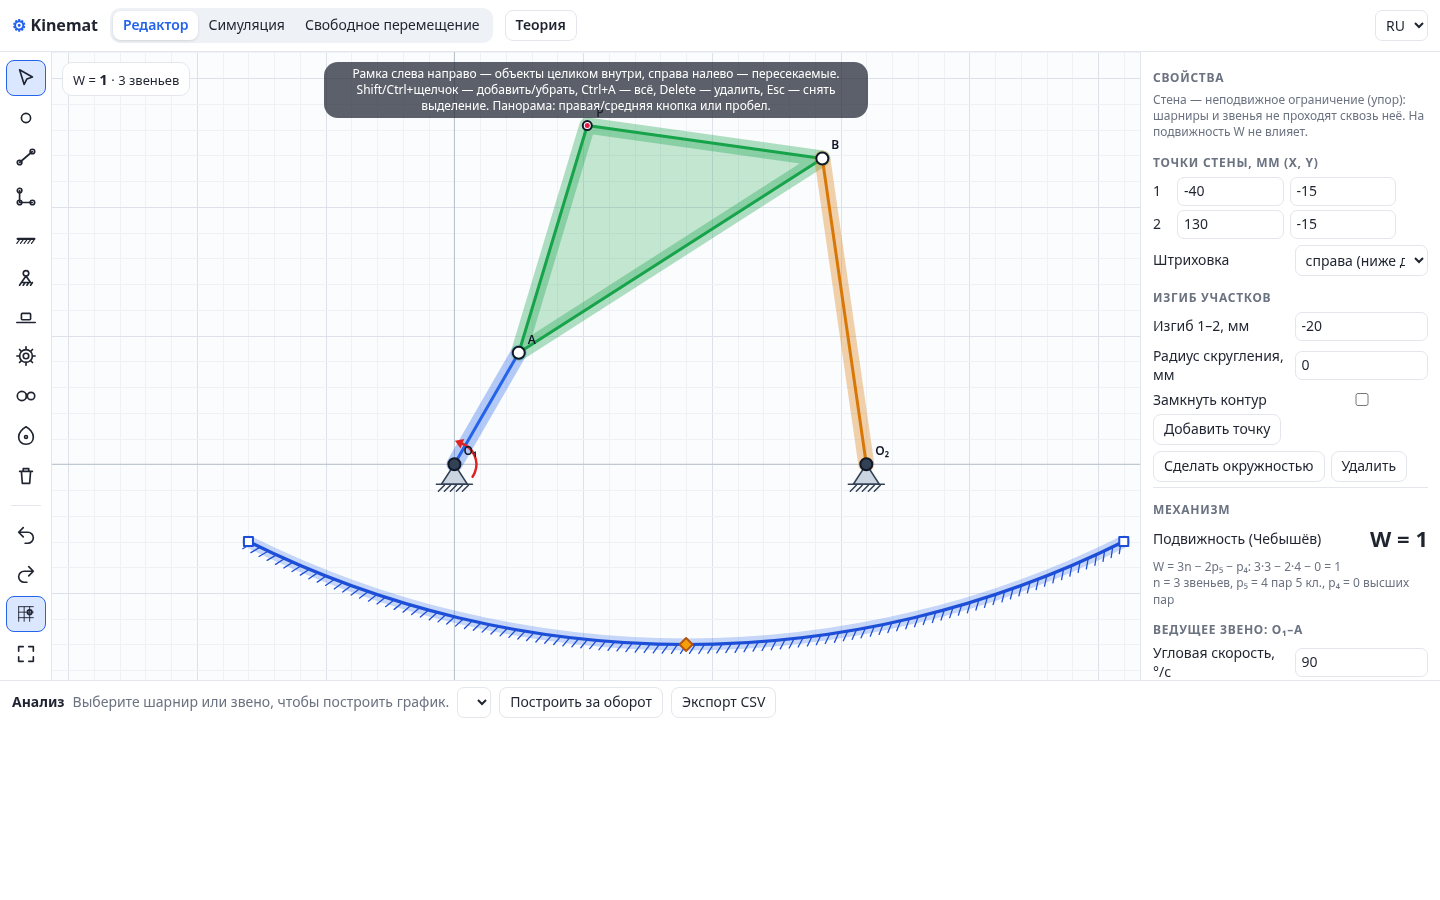 Kinemat
Редактор
Симуляция
Свободное перемещение
Теория
RU
W = 1 · 3 звеньев
Рамка слева направо — объекты целиком внутри, справа налево — пересекаемые.
Shift/Ctrl+щелчок — добавить/убрать, Ctrl+A — всё, Delete — удалить, Esc — снять
выделение. Панорама: правая/средняя кнопка или пробел.
B
A
O₁
O₂
СВОЙСТВА
Стена — неподвижное ограничение (упор):
шарниры и звенья не проходят сквозь неё. На
подвижность W не влияет.
ТОЧКИ СТЕНЫ, ММ (X, Y)
1 -40 -15
2 130 -15
Штриховка справа (ниже
ИЗГИБ УЧАСТКОВ
Изгиб 1–2, мм -20
Радиус скругления,
мм
0
Замкнуть контур
Добавить точку
Сделать окружностью Удалить
МЕХАНИЗМ
Подвижность (Чебышёв) W = 1
W = 3n − 2p₅ − p₄: 3·3 − 2·4 − 0 = 1
n = 3 звеньев, p₅ = 4 пар 5 кл., p₄ = 0 высших
пар
ВЕДУЩЕЕ ЗВЕНО: O₁–A
Угловая скорость,
°/с
90
Анализ Выберите шарнир или звено, чтобы построить график. Построить за оборот Экспорт CSV